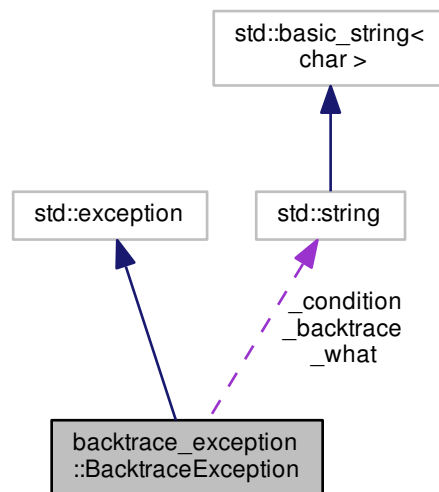 std::basic_string<
char >
std::exception
std::string
_condition
_backtrace
_what
backtrace_exception
::BacktraceException